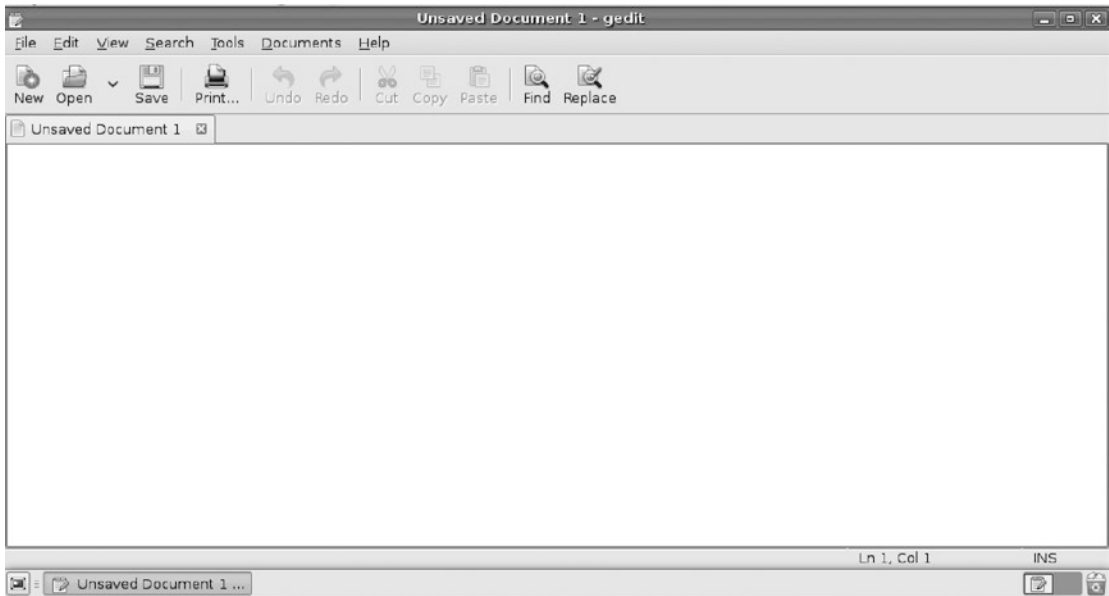 Unsaved Document 1 - gedit
File Edit View Search Tools Documents Help
New Open Save Print... Undo Redo Cut Copy Paste Find Replace
Unsaved Document 1
Ln 1, Col 1 INS
Unsaved Document 1 ...